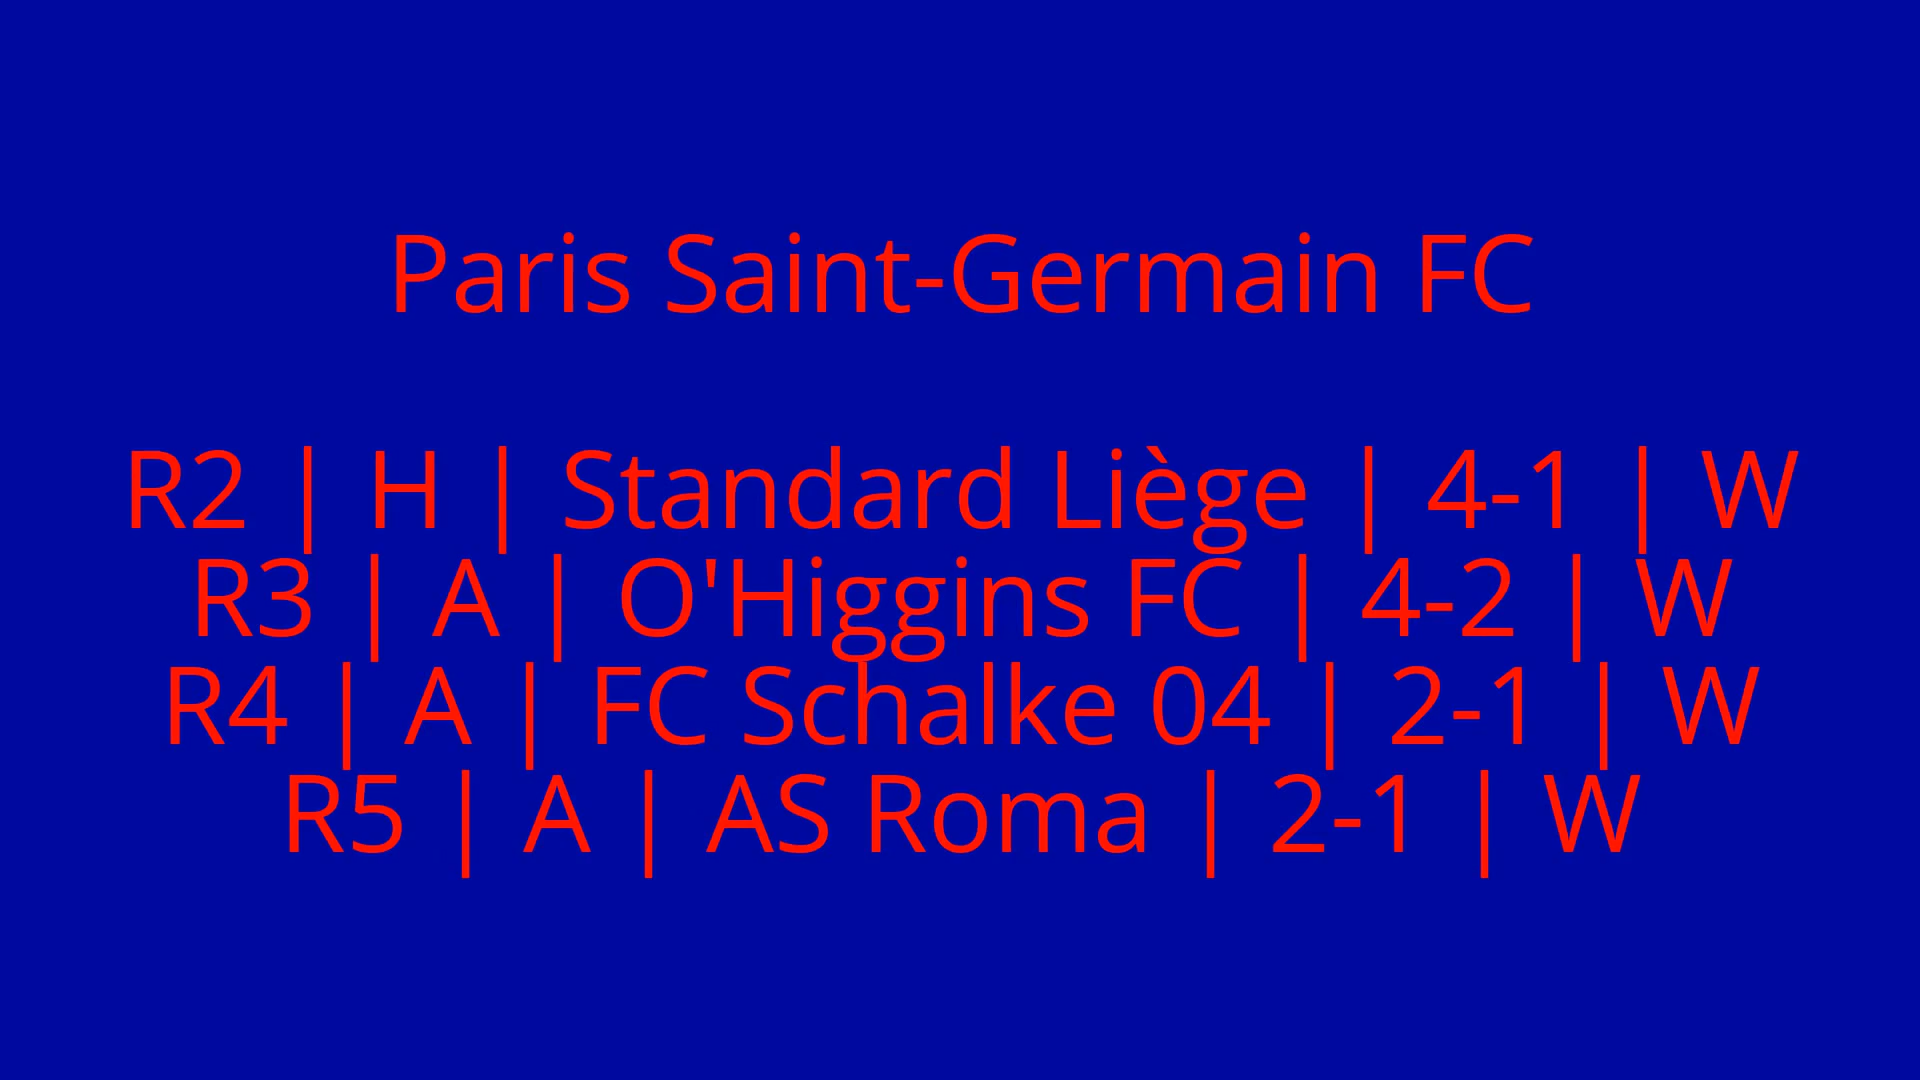 Paris Saint-Germain FC
R2 | H | Standard Liège | 4-1 | W
R3 | A | O'Higgins FC | 4-2 | W
R4 | A | FC Schalke 04 | 2-1 | W
R5 | A | AS Roma | 2-1 | W